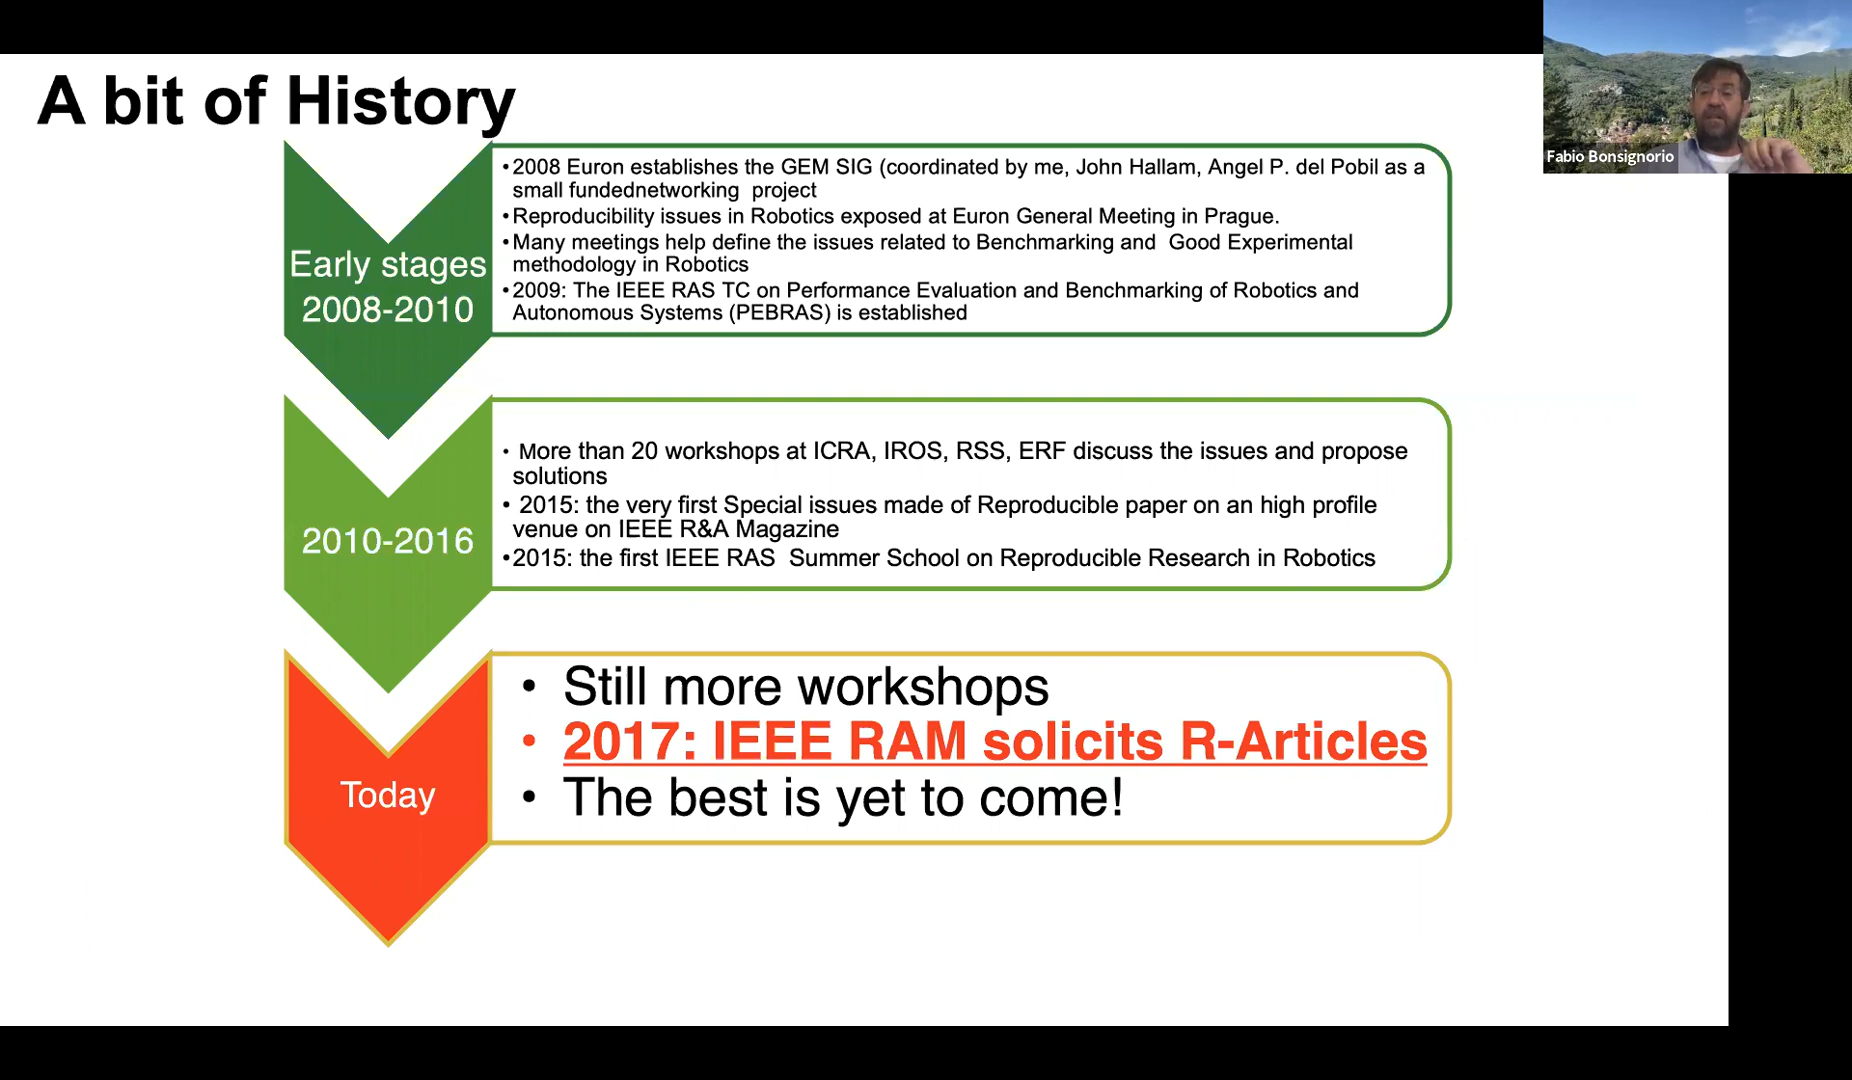 A bit of History
Fabio Bonsignorio
Early stages
2008-2010
•2008 Euron establishes the GEM SIG (coordinated by me, John Hallam, Angel P. del Pobil as a
small fundednetworking  project
•Reproducibility issues in Robotics exposed at Euron General Meeting in Prague.
•Many meetings help define the issues related to Benchmarking and  Good Experimental
methodology in Robotics
•2009: The IEEE RAS TC on Performance Evaluation and Benchmarking of Robotics and
Autonomous Systems (PEBRAS) is established
2010-2016
• More than 20 workshops at ICRA, IROS, RSS, ERF discuss the issues and propose
solutions
• 2015: the very first Special issues made of Reproducible paper on an high profile
venue on IEEE R&A Magazine
•2015: the first IEEE RAS  Summer School on Reproducible Research in Robotics
Today
• Still more workshops
• 2017: IEEE RAM solicits R-Articles
• The best is yet to come!